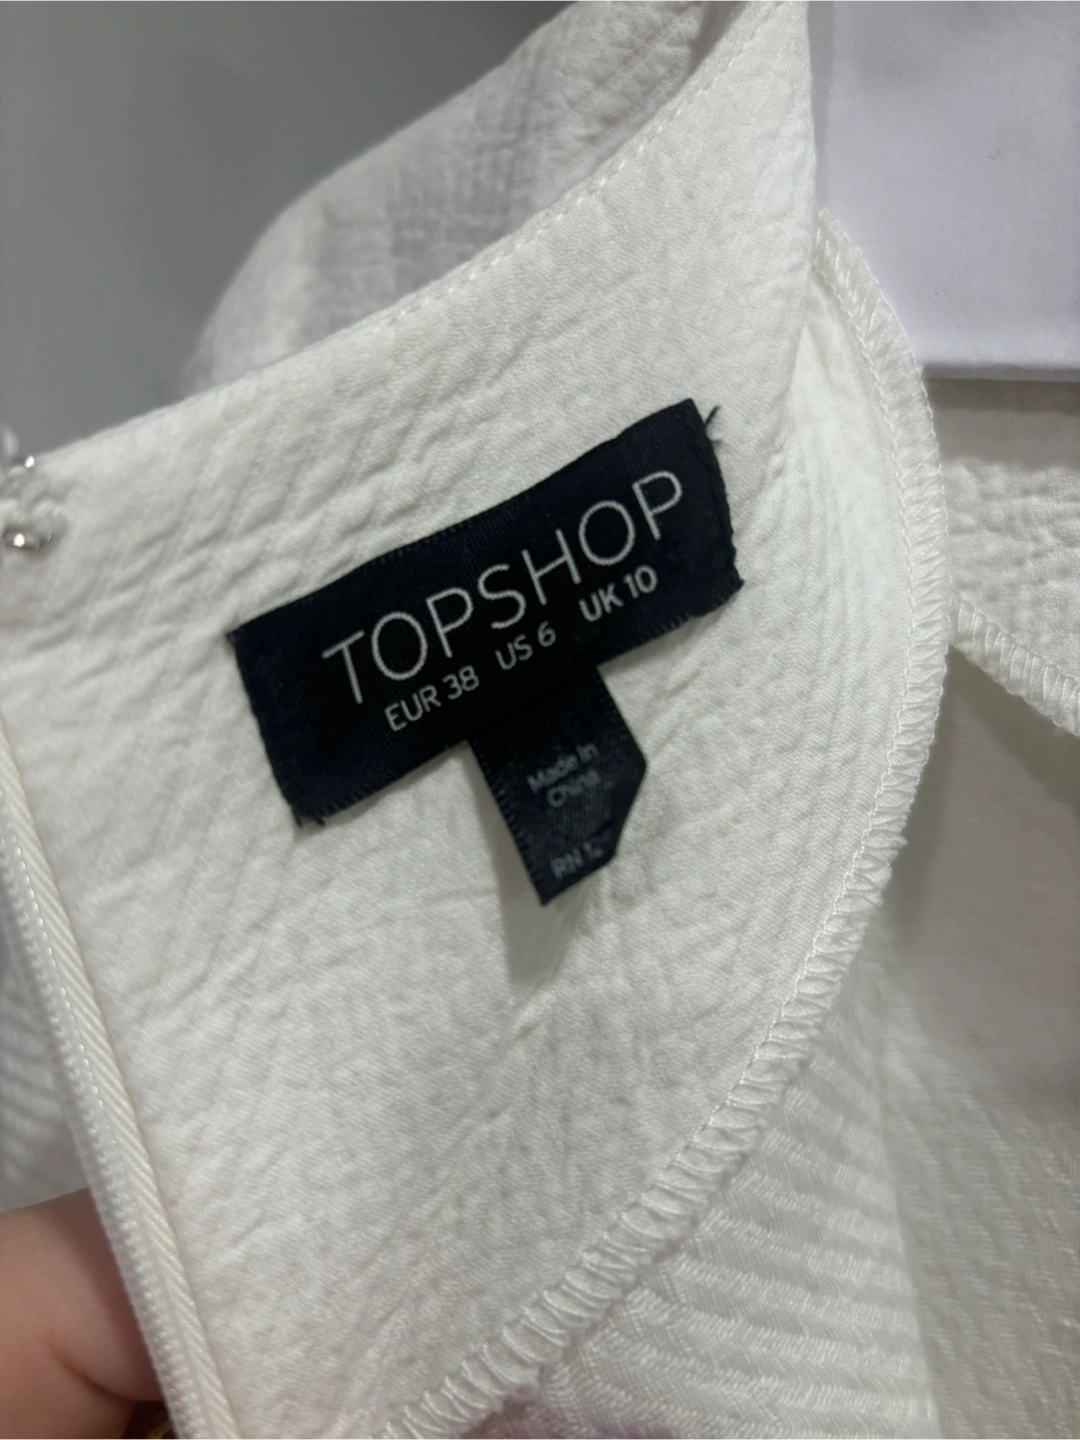 TOPSHOP
EUR 38 US 6 UK 10
Made in
China
RN